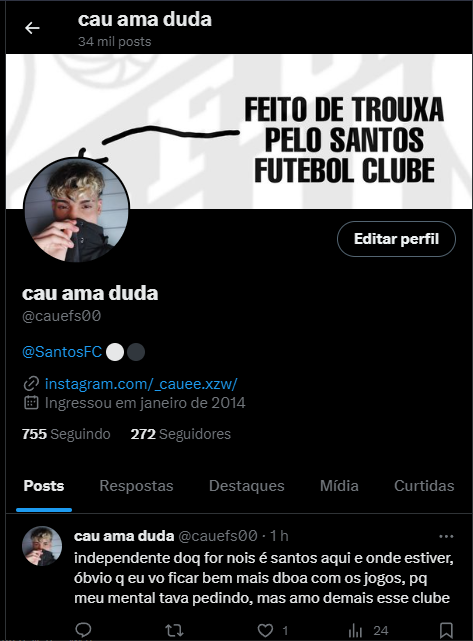 cau ama duda
34 mil posts
FEITO DE TROUXA
PELO SANTOS
FUTEBOL CLUBE
Editar perfil
cau ama duda
@cauefs00
@SantosFC
instagram.com/_cauee.xzw/
Ingressou em janeiro de 2014
755 Seguindo 272 Seguidores
Posts Respostas Destaques Mídia Curtidas
cau ama duda @cauefs00 · 1 h
independente doq for nois é santos aqui e onde estiver,
óbvio q eu vo ficar bem mais dboa com os jogos, pq
meu mental tava pedindo, mas amo demais esse clube
1 24